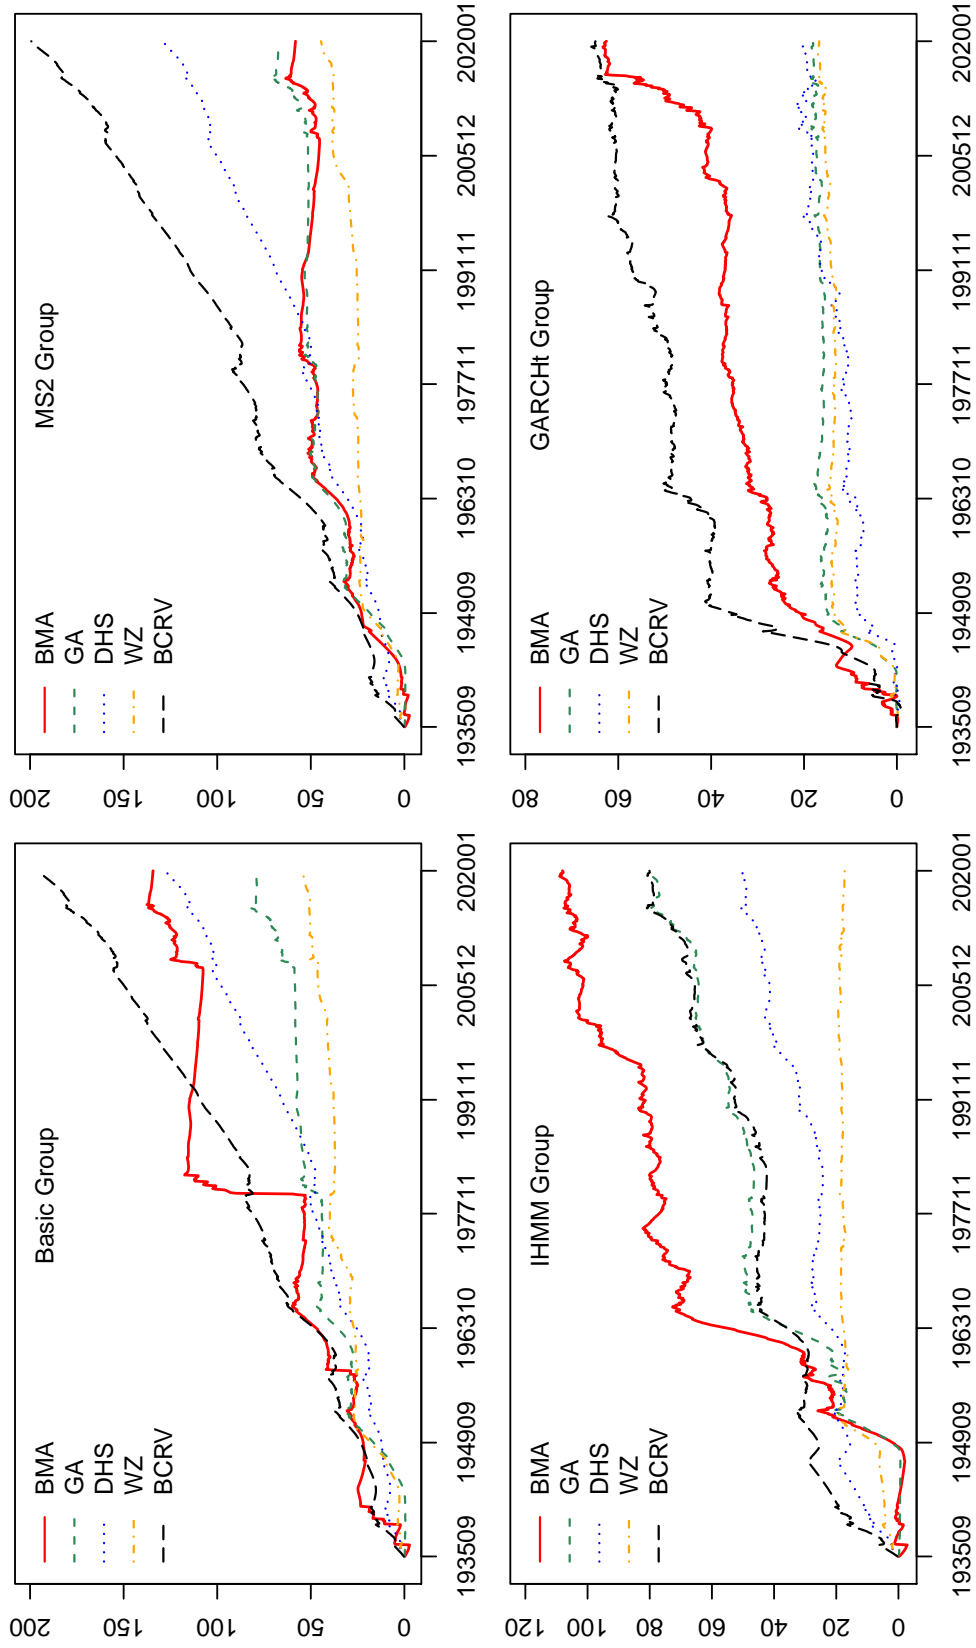 Basic Group
BMA
GA
DHS
WZ
BCRV
200
150
100
50
0
193509 194909 196310 197711 199111 200512 202001
MS2 Group
BMA
GA
DHS
WZ
BCRV
200
150
100
50
0
193509 194909 196310 197711 199111 200512 202001
IHMM Group
BMA
GA
DHS
WZ
BCRV
120
100
80
60
40
20
0
193509 194909 196310 197711 199111 200512 202001
GARCHt Group
BMA
GA
DHS
WZ
BCRV
80
60
40
20
0
193509 194909 196310 197711 199111 200512 202001